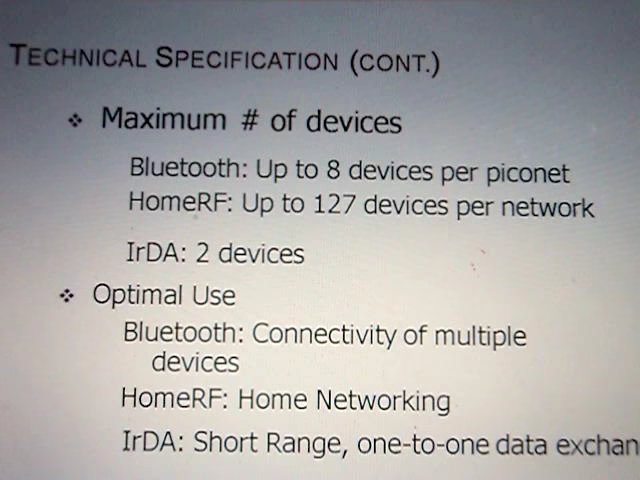 TECHNICAL SPECIFICATION (CONT.)
Maximum # of devices
Bluetooth: Up to 8 devices per piconet
HomeRF: Up to 127 devices per network
IrDA: 2 devices
Optimal Use
Bluetooth: Connectivity of multiple
devices
HomeRF: Home Networking
IrDA: Short Range, one-to-one data exchan